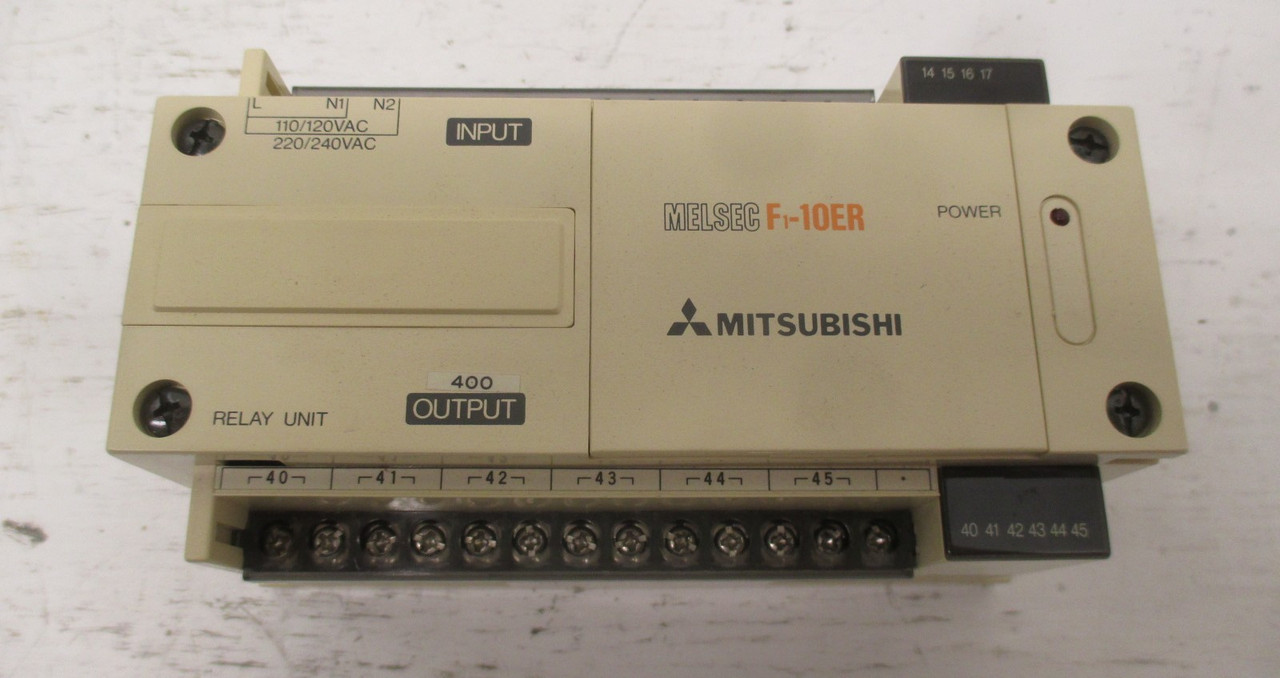 14 15 16 17
L N1 N2
110/120VAC
220/240VAC
INPUT
MELSEC F1-10ER
POWER
MITSUBISHI
400
OUTPUT
RELAY UNIT
40 41 42 43 44 45 •
40 41 42 43 44 45